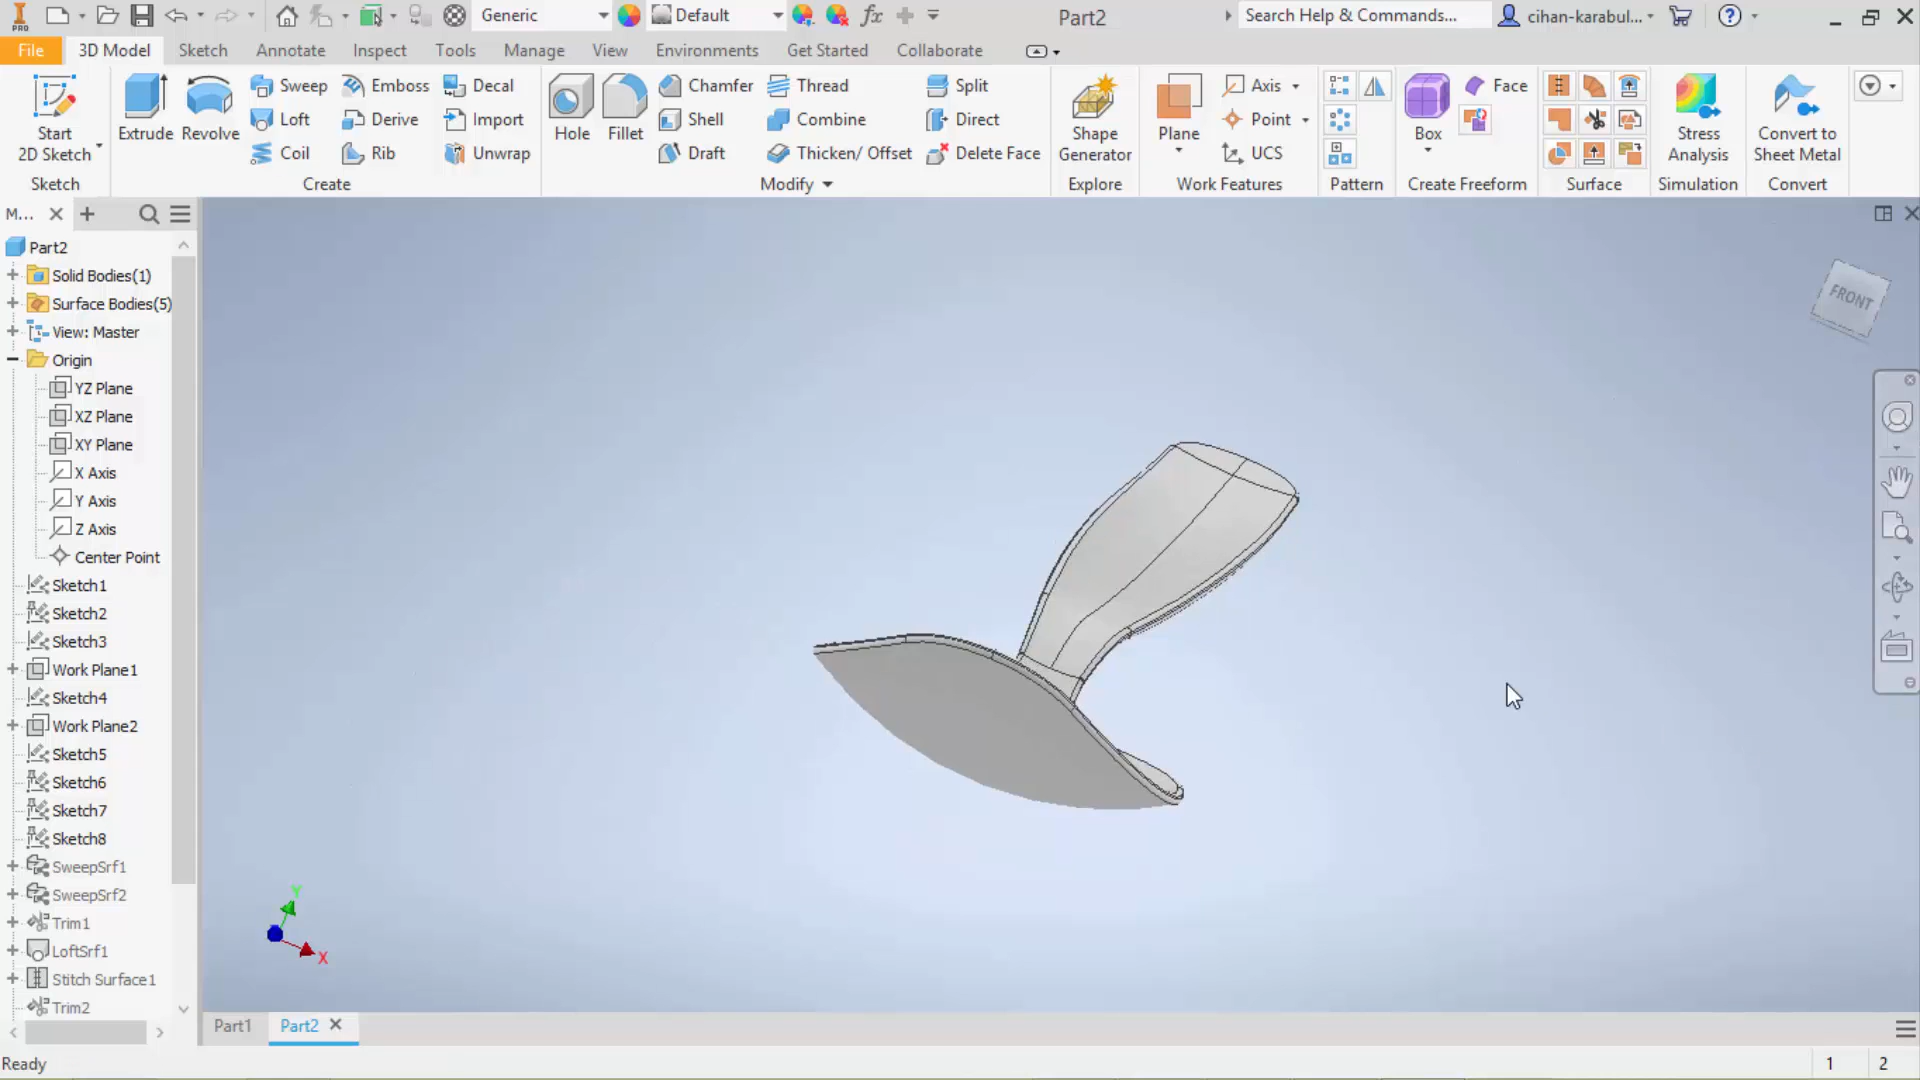 PRO
Generic
Default
fx
Part2
Search Help & Commands...
cihan-karabul...
File
3D Model
Sketch
Annotate
Inspect
Tools
Manage
View
Environments
Get Started
Collaborate
Start
2D Sketch
Extrude
Revolve
Sweep
Loft
Coil
Emboss
Derive
Rib
Decal
Import
Unwrap
Hole
Fillet
Chamfer
Shell
Draft
Thread
Combine
Thicken/ Offset
Split
Direct
Delete Face
Shape
Generator
Plane
Axis
Point
UCS
Box
Face
Stress
Analysis
Convert to
Sheet Metal
Sketch
Create
Modify
Explore
Work Features
Pattern
Create Freeform
Surface
Simulation
Convert
M...
Part2
Solid Bodies(1)
Surface Bodies(5)
View: Master
Origin
YZ Plane
XZ Plane
XY Plane
X Axis
Y Axis
Z Axis
Center Point
Sketch1
Sketch2
Sketch3
Work Plane1
Sketch4
Work Plane2
Sketch5
Sketch6
Sketch7
Sketch8
SweepSrf1
SweepSrf2
Trim1
LoftSrf1
Stitch Surface1
Trim2
FRONT
Y
X
Part1
Part2
Ready
1
2